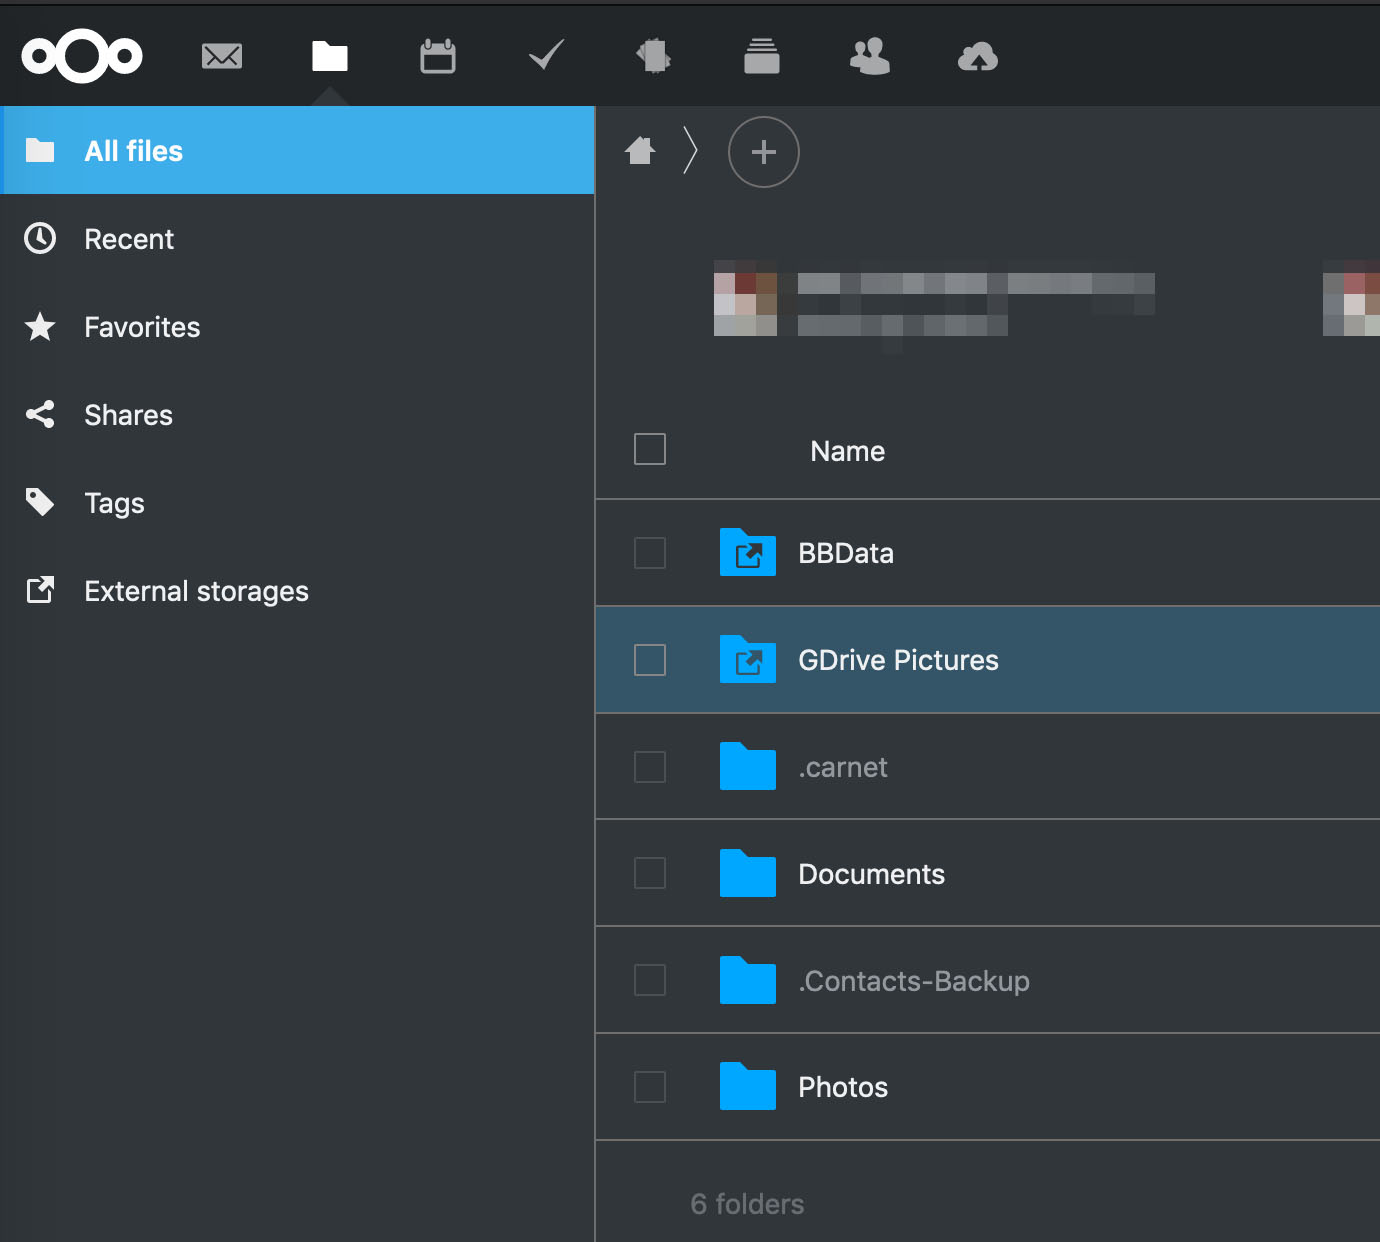 All files
Recent
Favorites
Shares
Tags
External storages
Name
BBData
GDrive Pictures
.carnet
Documents
.Contacts-Backup
Photos
6 folders